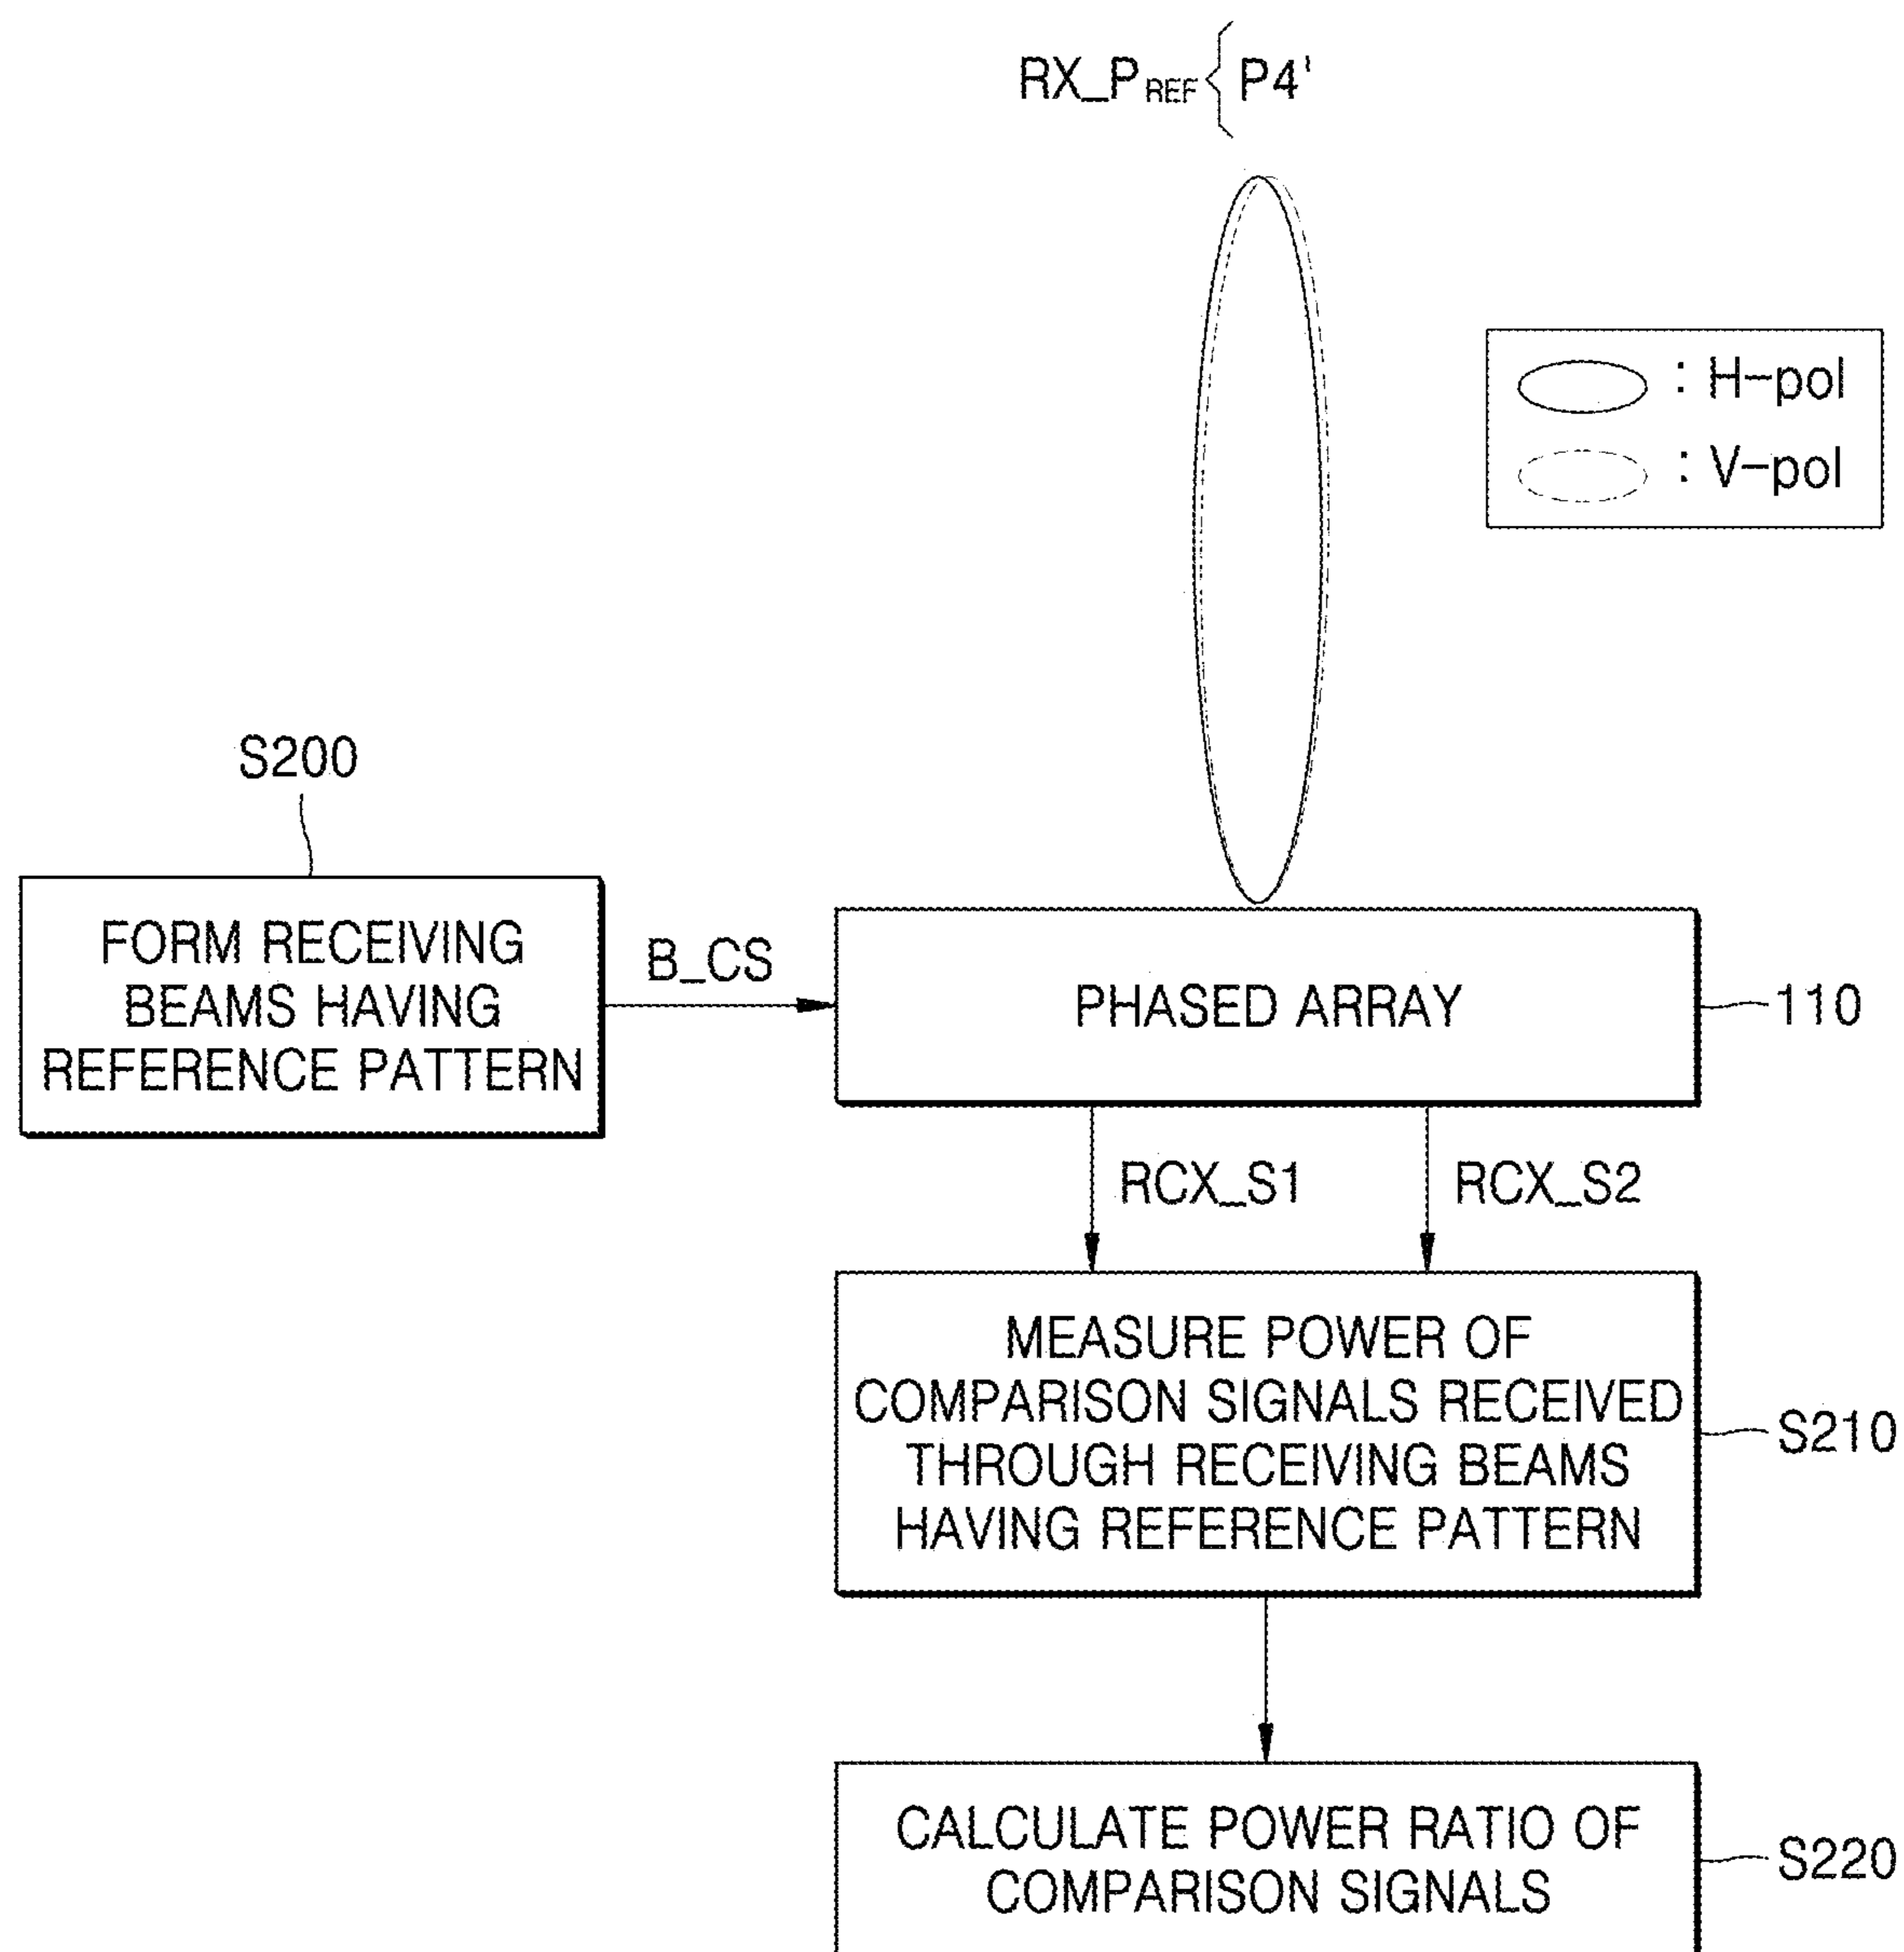 RX_PREF { P4'
: H-pol
: V-pol
S200
FORM RECEIVING
BEAMS HAVING
REFERENCE PATTERN
B_CS
PHASED ARRAY
110
RCX_S1
RCX_S2
MEASURE POWER OF
COMPARISON SIGNALS RECEIVED
THROUGH RECEIVING BEAMS
HAVING REFERENCE PATTERN
S210
CALCULATE POWER RATIO OF
COMPARISON SIGNALS
S220